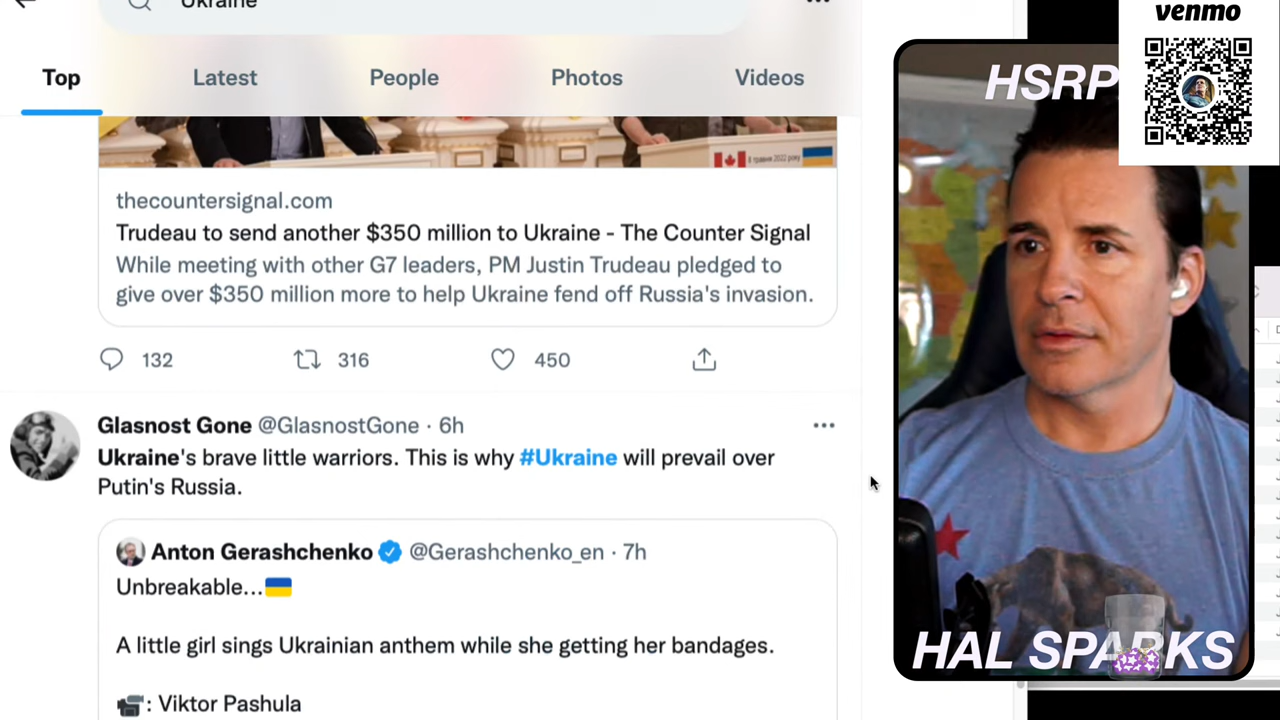 Ukraine
Top
Latest
People
Photos
Videos
8 травня 2022 року
thecountersignal.com
Trudeau to send another $350 million to Ukraine - The Counter Signal
While meeting with other G7 leaders, PM Justin Trudeau pledged to
give over $350 million more to help Ukraine fend off Russia's invasion.
132
316
450
Glasnost Gone @GlasnostGone · 6h
Ukraine's brave little warriors. This is why #Ukraine will prevail over
Putin's Russia.
Anton Gerashchenko @Gerashchenko_en · 7h
Unbreakable...
A little girl sings Ukrainian anthem while she getting her bandages.
: Viktor Pashula
venmo
HSRP
HAL SPARKS